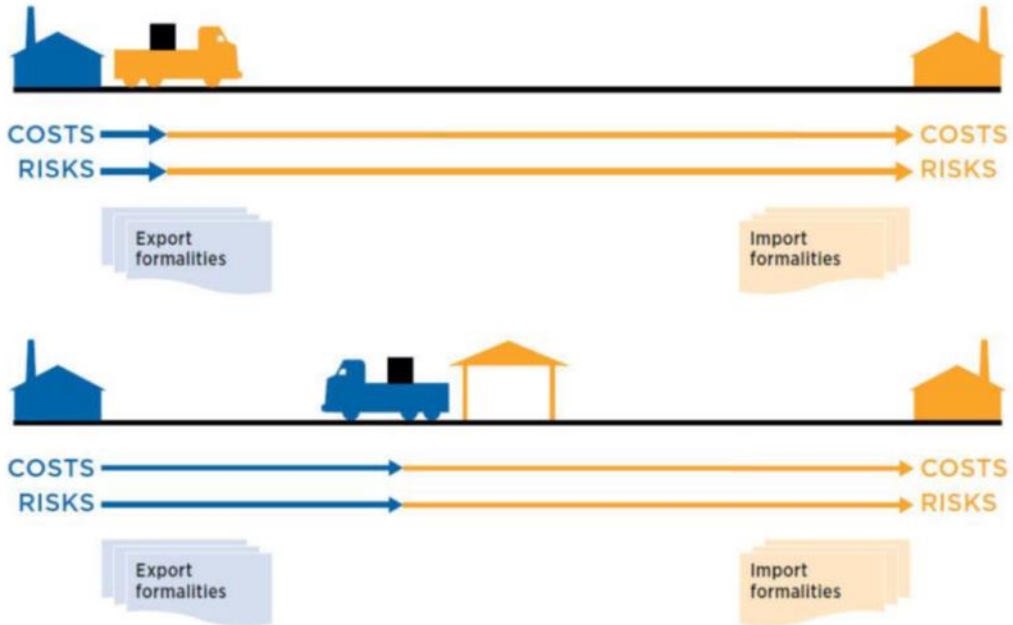 COSTS COSTS
RISKS RISKS
Export
formalities
Import
formalities
COSTS COSTS
RISKS RISKS
Export
formalities
Import
formalities